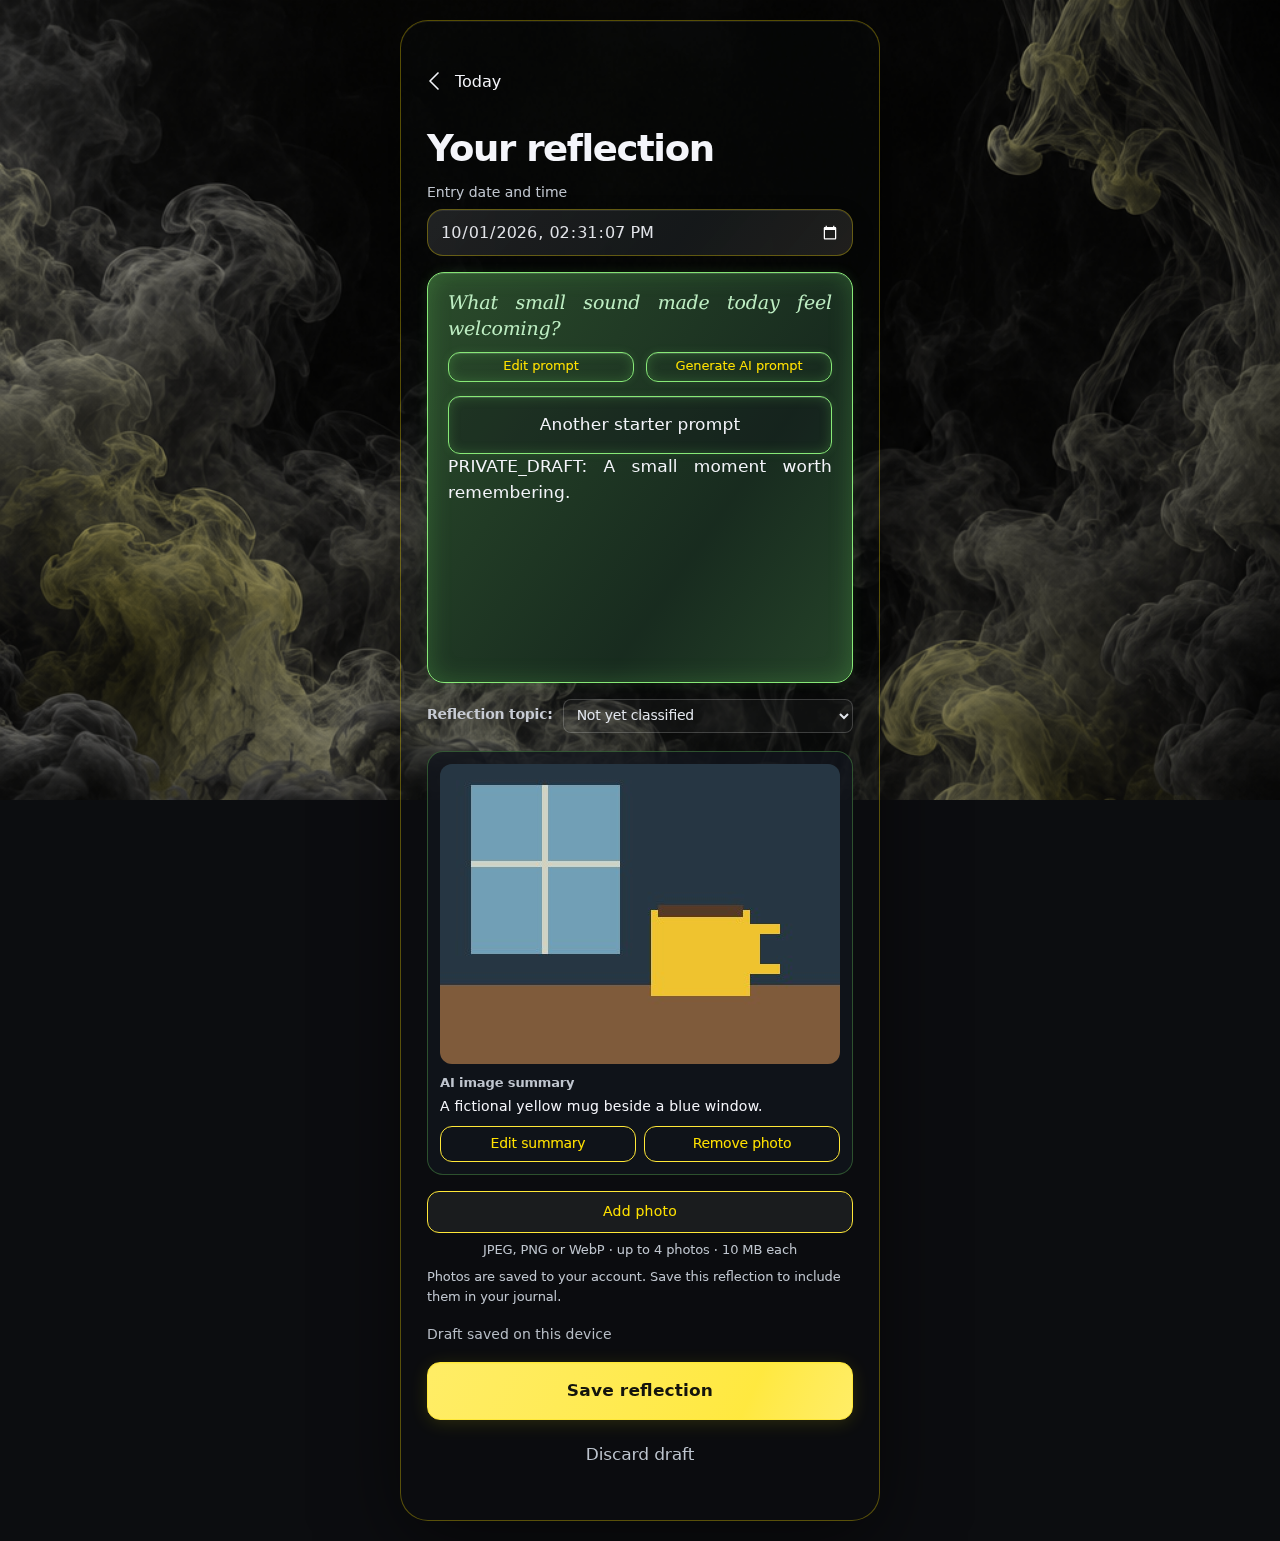 Today
Your reflection
Entry date and time
10/01/2026, 02:31:07 PM
What small sound made today feel
welcoming?
Edit prompt
Generate AI prompt
Another starter prompt
PRIVATE_DRAFT: A small moment worth
remembering.
Reflection topic:
Not yet classified
AI image summary
A fictional yellow mug beside a blue window.
Edit summary
Remove photo
Add photo
JPEG, PNG or WebP · up to 4 photos · 10 MB each
Photos are saved to your account. Save this reflection to include
them in your journal.
Draft saved on this device
Save reflection
Discard draft